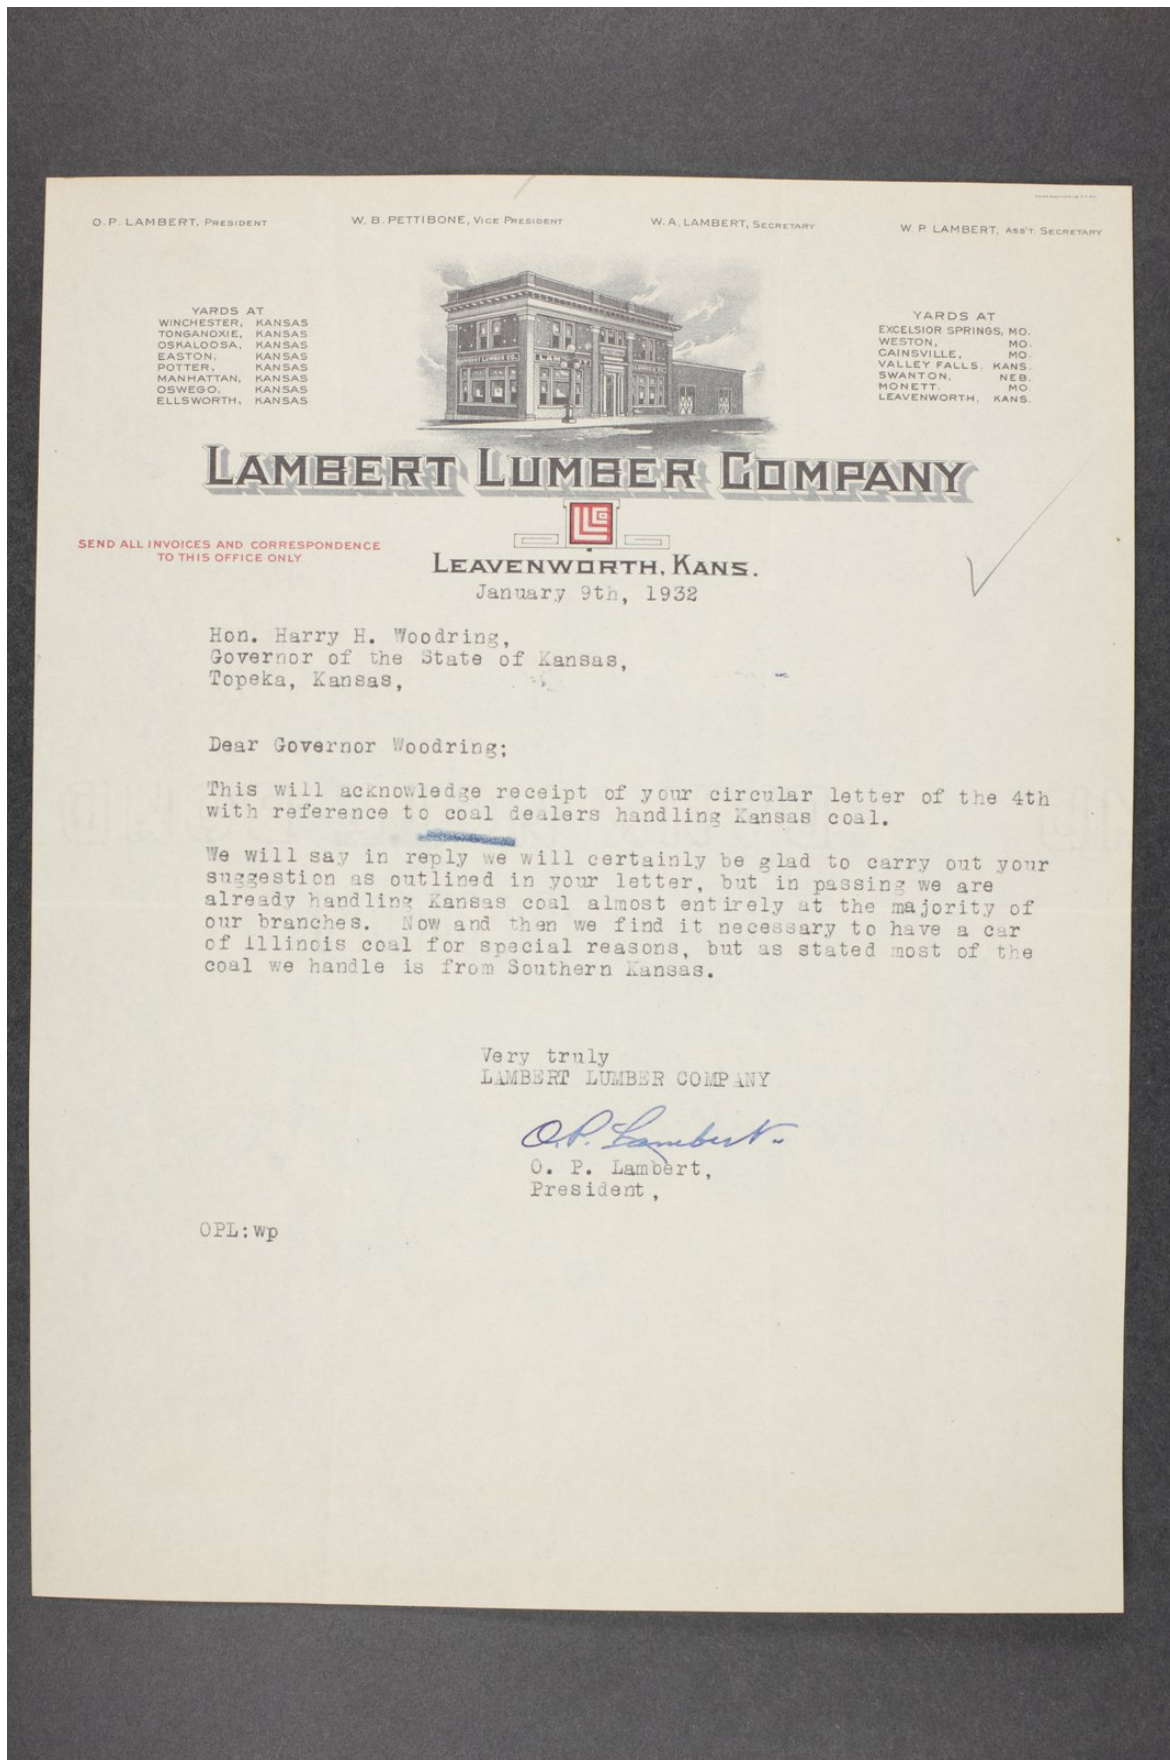 O. P. LAMBERT, PRESIDENT
W. B. PETTIBONE, VICE PRESIDENT
W. A. LAMBERT, SECRETARY
W. P. LAMBERT, ASS'T. SECRETARY
YARDS AT
WINCHESTER, KANSAS
TONGANOXIE, KANSAS
OSKALOOSA, KANSAS
EASTON, KANSAS
POTTER, KANSAS
MANHATTAN, KANSAS
OSWEGO, KANSAS
ELLSWORTH, KANSAS
YARDS AT
EXCELSIOR SPRINGS, MO.
WESTON, MO.
CAINSVILLE, MO.
VALLEY FALLS, KANS.
SWANTON, NEB.
MONETT, MO.
LEAVENWORTH, KANS.
LAMBERT LUMBER CO.
LAMBERT LUMBER COMPANY
LLCo
SEND ALL INVOICES AND CORRESPONDENCE
TO THIS OFFICE ONLY
LEAVENWORTH, KANS.
January 9th, 1932
Hon. Harry H. Woodring,
Governor of the State of Kansas,
Topeka, Kansas,
Dear Governor Woodring;
This will acknowledge receipt of your circular letter of the 4th
with reference to coal dealers handling Kansas coal.
We will say in reply we will certainly be glad to carry out your
suggestion as outlined in your letter, but in passing we are
already handling Kansas coal almost entirely at the majority of
our branches. Now and then we find it necessary to have a car
of Illinois coal for special reasons, but as stated most of the
coal we handle is from Southern Kansas.
Very truly
LAMBERT LUMBER COMPANY
O. P. Lambert.
O. P. Lambert,
President,
OPL:wp